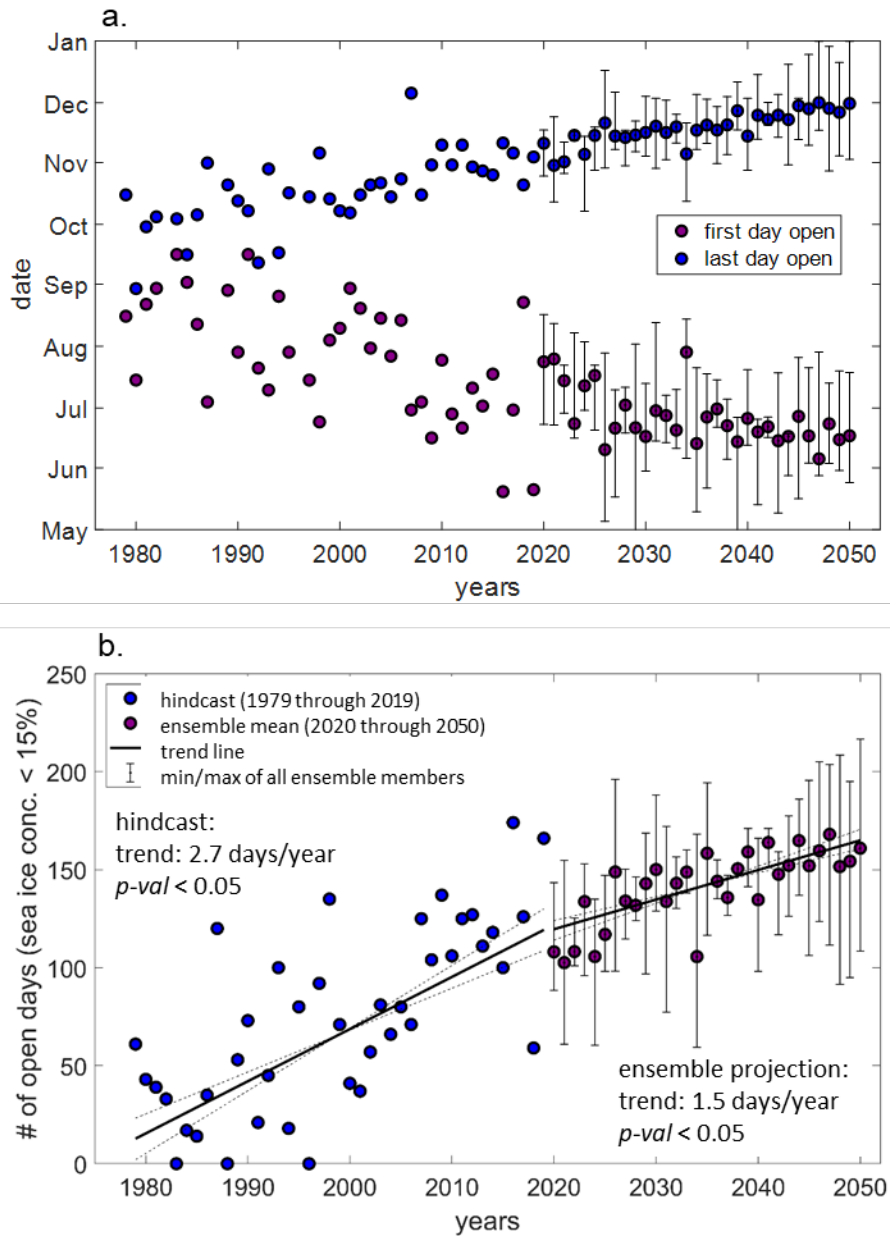 a.
Jan
Dec
Nov
Oct
Sep
Aug
Jul
Jun
May
date
first day open
last day open
1980 1990 2000 2010 2020 2030 2040 2050
years
b.
250
200
150
100
50
0
# of open days (sea ice conc. < 15%)
hindcast (1979 through 2019)
ensemble mean (2020 through 2050)
trend line
min/max of all ensemble members
hindcast:
trend: 2.7 days/year
p-val < 0.05
ensemble projection:
trend: 1.5 days/year
p-val < 0.05
1980 1990 2000 2010 2020 2030 2040 2050
years